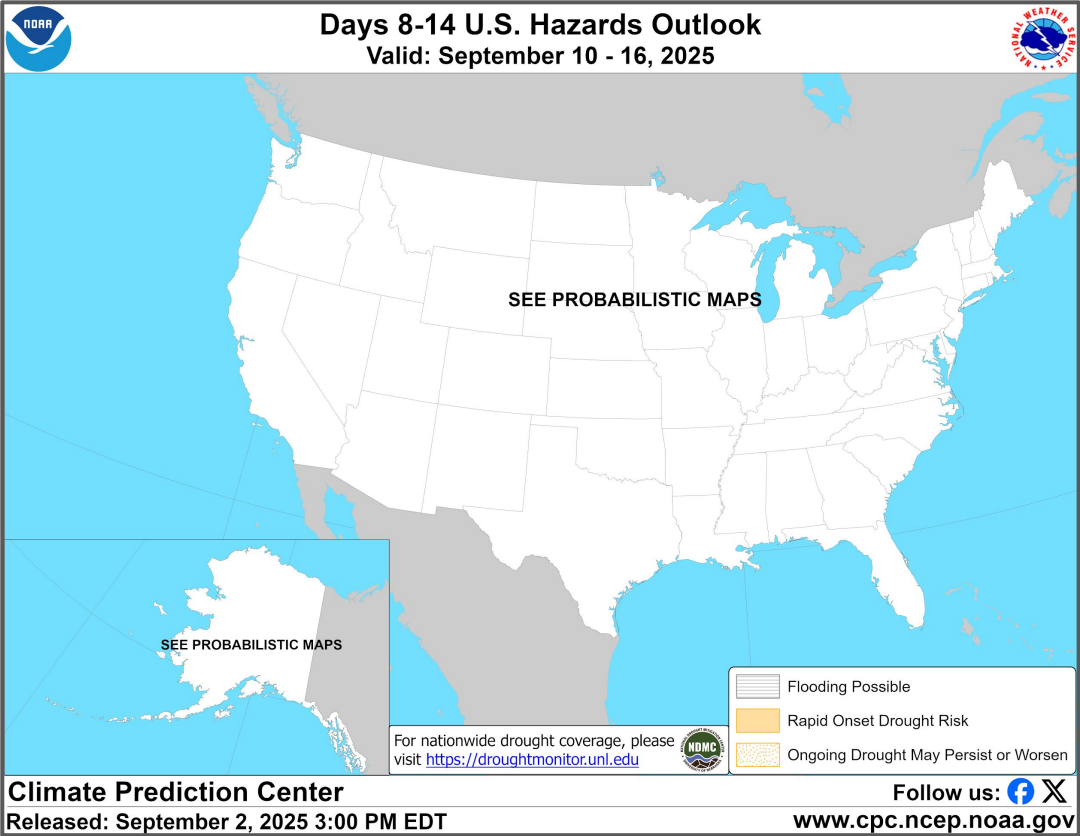 NOAA
Days 8-14 U.S. Hazards Outlook
Valid: September 10 - 16, 2025
NATIONAL WEATHER SERVICE
SEE PROBABILISTIC MAPS
SEE PROBABILISTIC MAPS
Flooding Possible
Rapid Onset Drought Risk
Ongoing Drought May Persist or Worsen
For nationwide drought coverage, please
visit https://droughtmonitor.unl.edu
NDMC
Climate Prediction Center
Released: September 2, 2025 3:00 PM EDT
Follow us:
www.cpc.ncep.noaa.gov